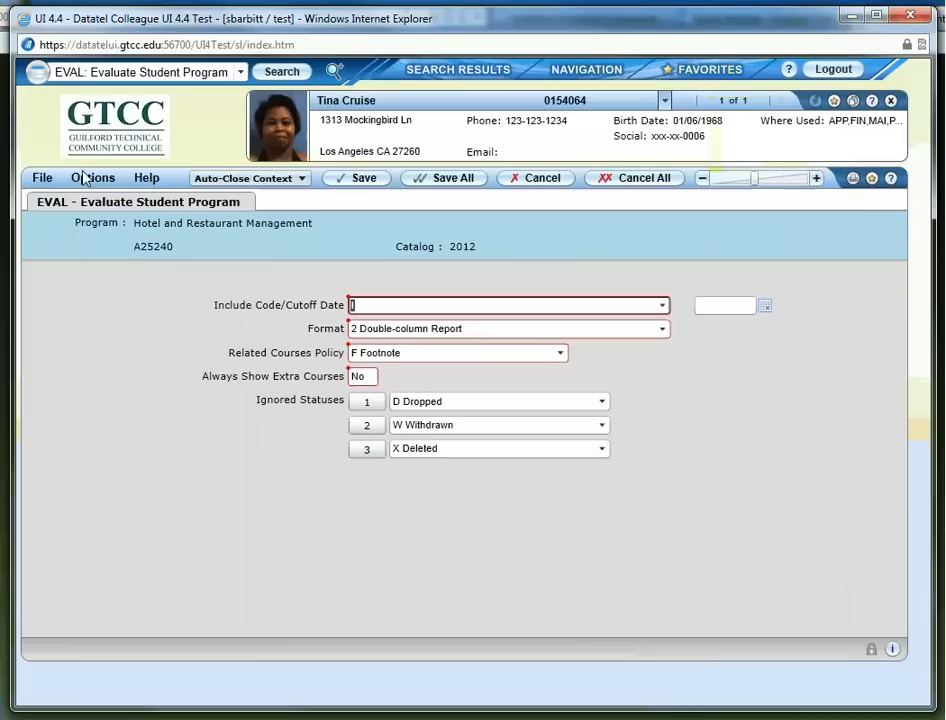 UI 4.4 - Datatel Colleague UI 4.4 Test - [sbarbitt / test] - Windows Internet Explorer
https://datatelui.gtcc.edu:56700/UI4Test/sl/index.htm
EVAL: Evaluate Student Program Search SEARCH RESULTS NAVIGATION FAVORITES ? Logout
GTCC
GUILFORD TECHNICAL
COMMUNITY COLLEGE
Tina Cruise 0154064 1 of 1
1313 Mockingbird Ln Phone: 123-123-1234 Birth Date: 01/06/1968 Where Used: APP,FIN,MAI,P...
Social: xxx-xx-0006
Los Angeles CA 27260 Email:
File Options Help Auto-Close Context Save Save All Cancel Cancel All
EVAL - Evaluate Student Program
Program : Hotel and Restaurant Management
A25240 Catalog : 2012
Include Code/Cutoff Date
Format 2 Double-column Report
Related Courses Policy F Footnote
Always Show Extra Courses No
Ignored Statuses 1 D Dropped
2 W Withdrawn
3 X Deleted